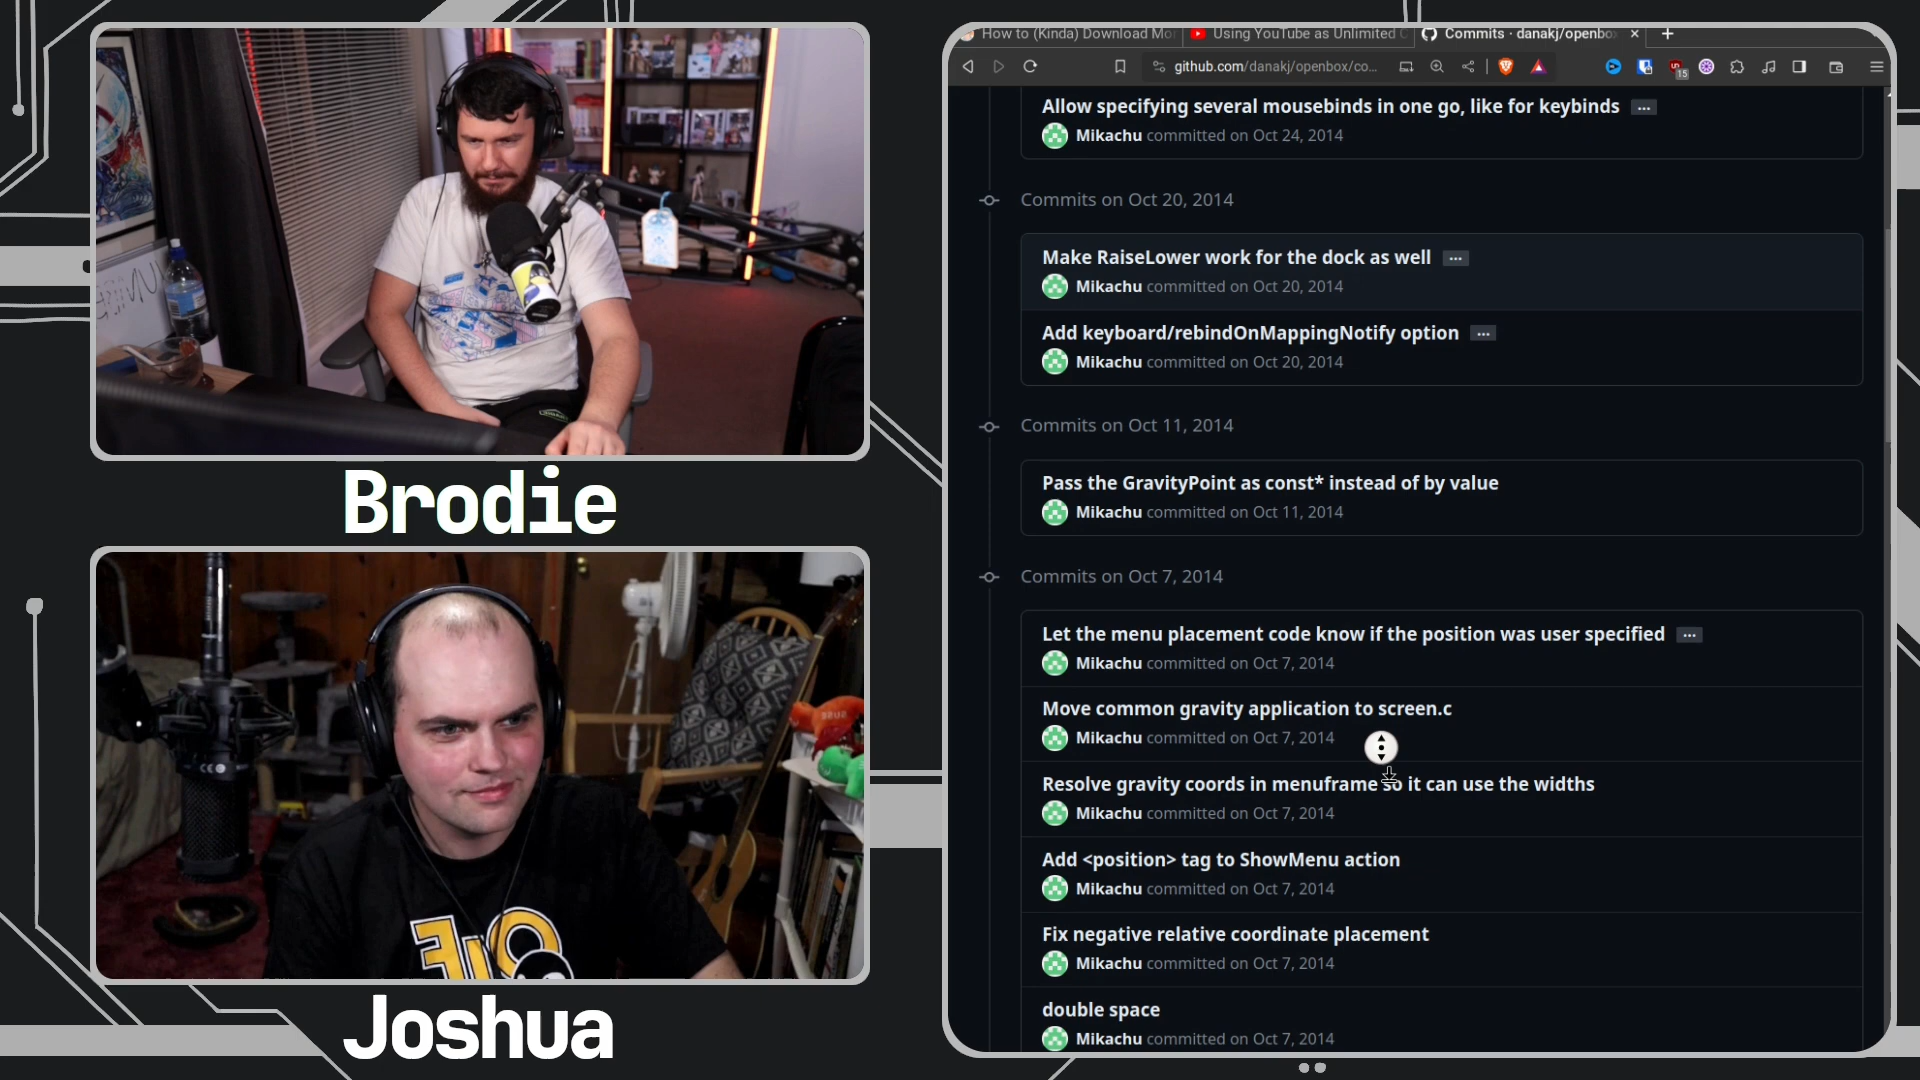 Brodie
Joshua
How to (Kinda) Download Mor
Using YouTube as Unlimited C
Commits · danakj/openbo
github.com/danakj/openbox/co...
15
Allow specifying several mousebinds in one go, like for keybinds
Mikachu committed on Oct 24, 2014
Commits on Oct 20, 2014
Make RaiseLower work for the dock as well
Mikachu committed on Oct 20, 2014
Add keyboard/rebindOnMappingNotify option
Mikachu committed on Oct 20, 2014
Commits on Oct 11, 2014
Pass the GravityPoint as const* instead of by value
Mikachu committed on Oct 11, 2014
Commits on Oct 7, 2014
Let the menu placement code know if the position was user specified
Mikachu committed on Oct 7, 2014
Move common gravity application to screen.c
Mikachu committed on Oct 7, 2014
Resolve gravity coords in menuframe so it can use the widths
Mikachu committed on Oct 7, 2014
Add <position> tag to ShowMenu action
Mikachu committed on Oct 7, 2014
Fix negative relative coordinate placement
Mikachu committed on Oct 7, 2014
double space
Mikachu committed on Oct 7, 2014